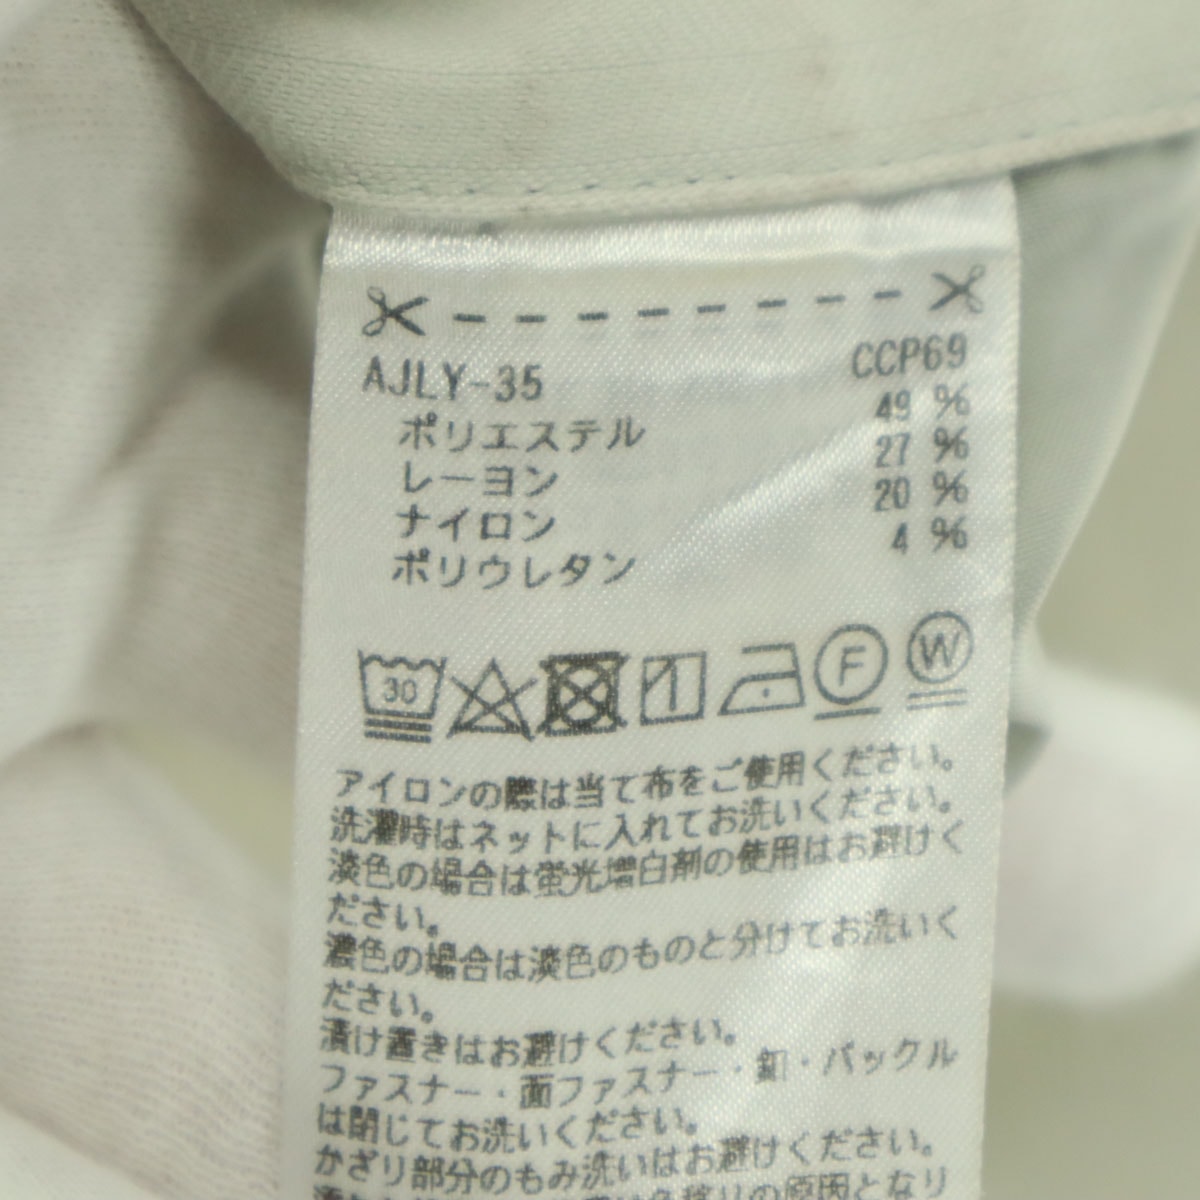 AJLY-35 CCP69
ポリエステル 49 %
レーヨン 27 %
ナイロン 20 %
ポリウレタン 4 %
30 F W
アイロンの際は当て布をご使用ください。
洗濯時はネットに入れてお洗いください。
淡色の場合は蛍光増白剤の使用はお避けく
ださい。
濃色の場合は淡色のものと分けてお洗いく
ださい。
漬け置きはお避けください。
ファスナー・面ファスナー・釦・バックル
は閉じてお洗いください。
かざり部分のもみ洗いはお避けください。
の原因となり